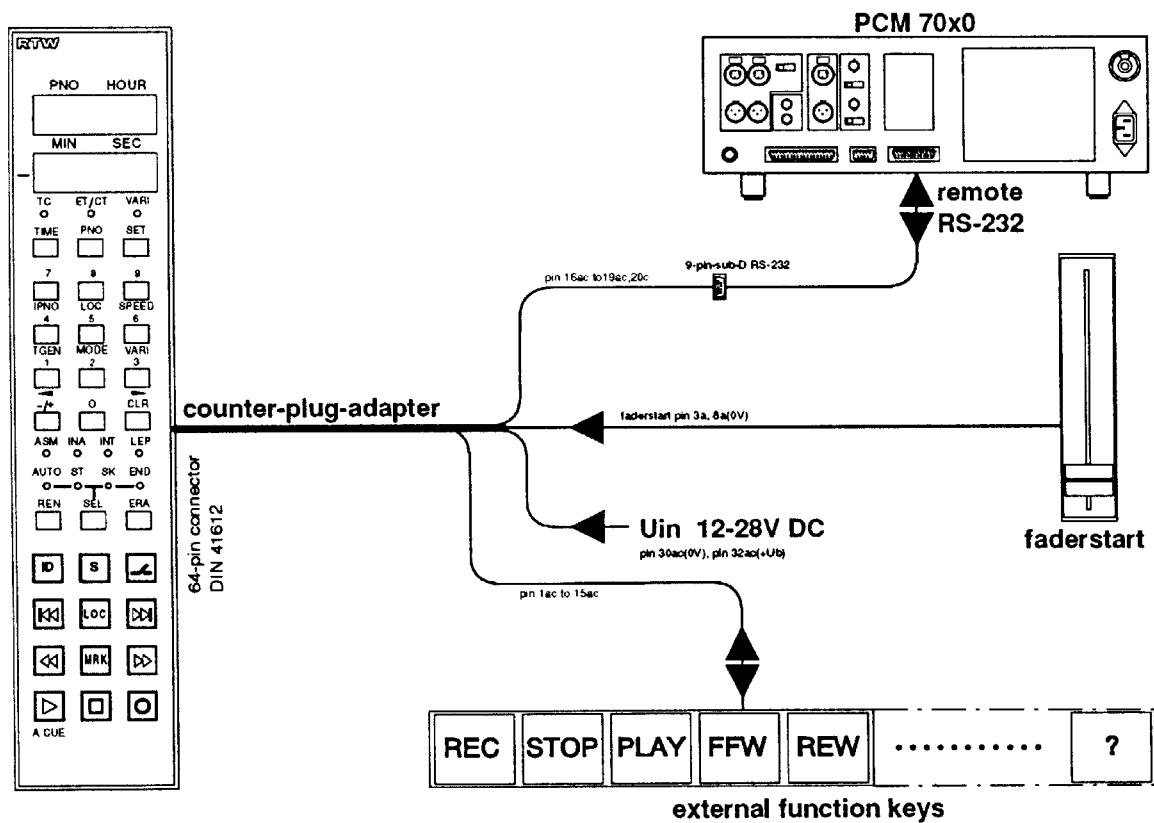 PCM 70x0
RTW
PNO HOUR
MIN SEC
TC ET/CT VARI
TIME PNO SET
7 8 9
IPNO LOC SPEED
4 5 6
TGEN MODE VARI
1 2 3
-/+ 0 CLR
ASM INA INT LEP
AUTO ST SK END
REN SEL ERA
ID S
LOC
MRK
A CUE
counter-plug-adapter
64-pin connector
DIN 41612
remote
RS-232
9-pin-sub-D RS-232
pin 16ac to19ac,20c
faderstart pin 3a, 8a(0V)
Uin 12-28V DC
pin 30ac(0V), pin 32ac(+Ub)
faderstart
pin 1ac to 15ac
REC STOP PLAY FFW REW ........... ?
external function keys